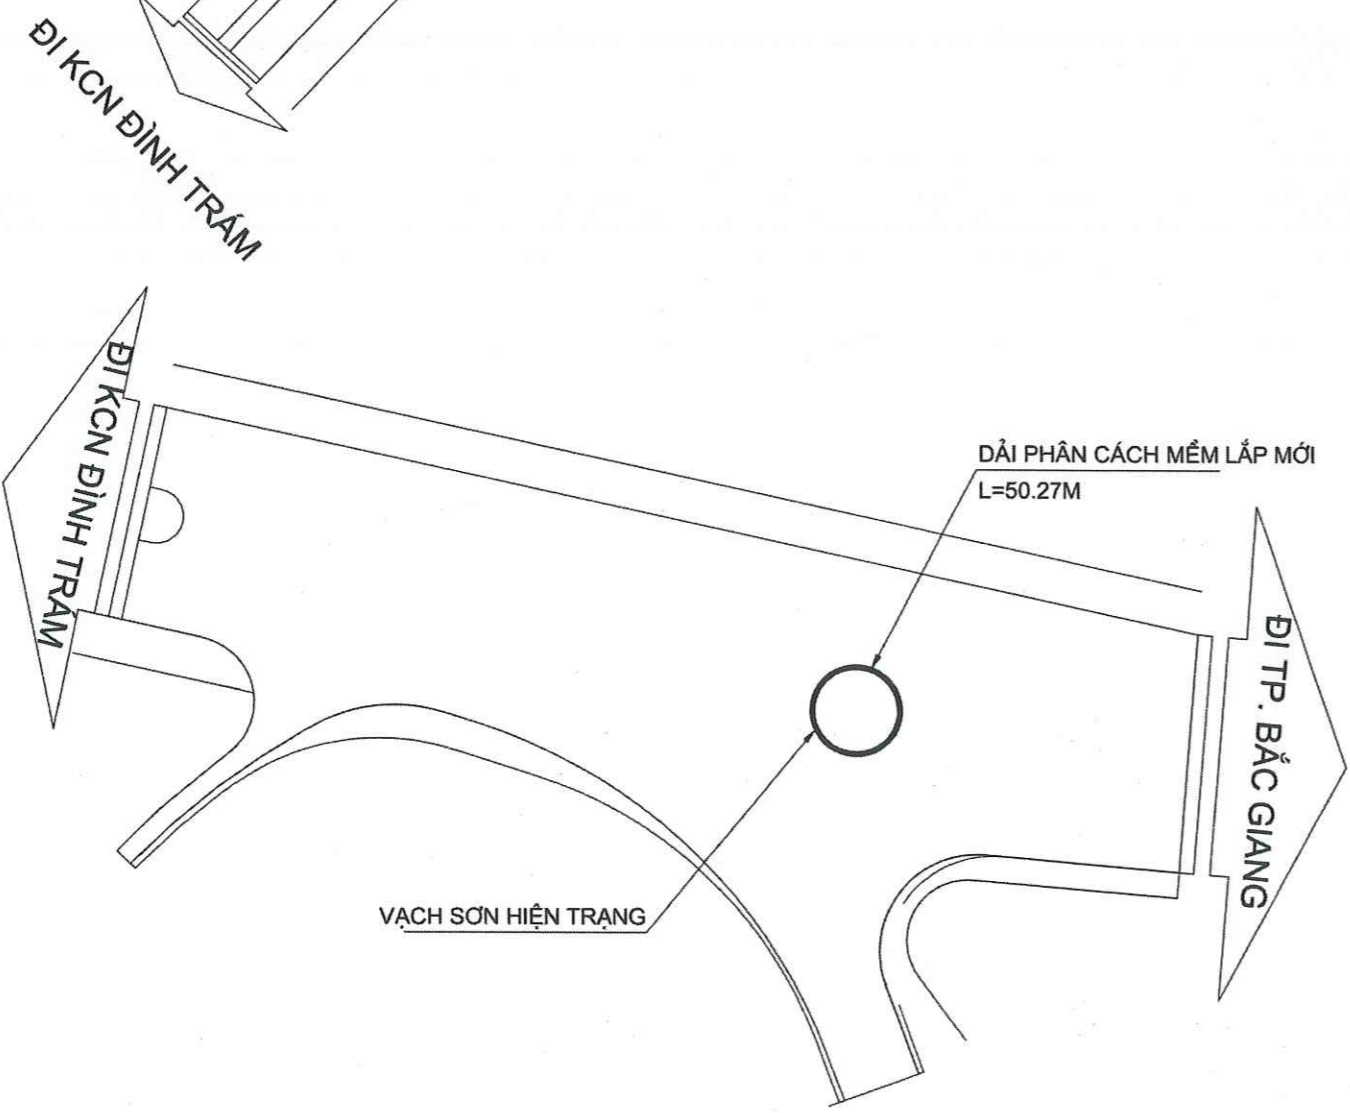 ĐI KCN ĐÌNH TRÁM
ĐI KCN ĐÌNH TRÁM
DẢI PHÂN CÁCH MỀM LẮP MỚI
L=50.27M
ĐI TP. BẮC GIANG
VẠCH SƠN HIỆN TRẠNG